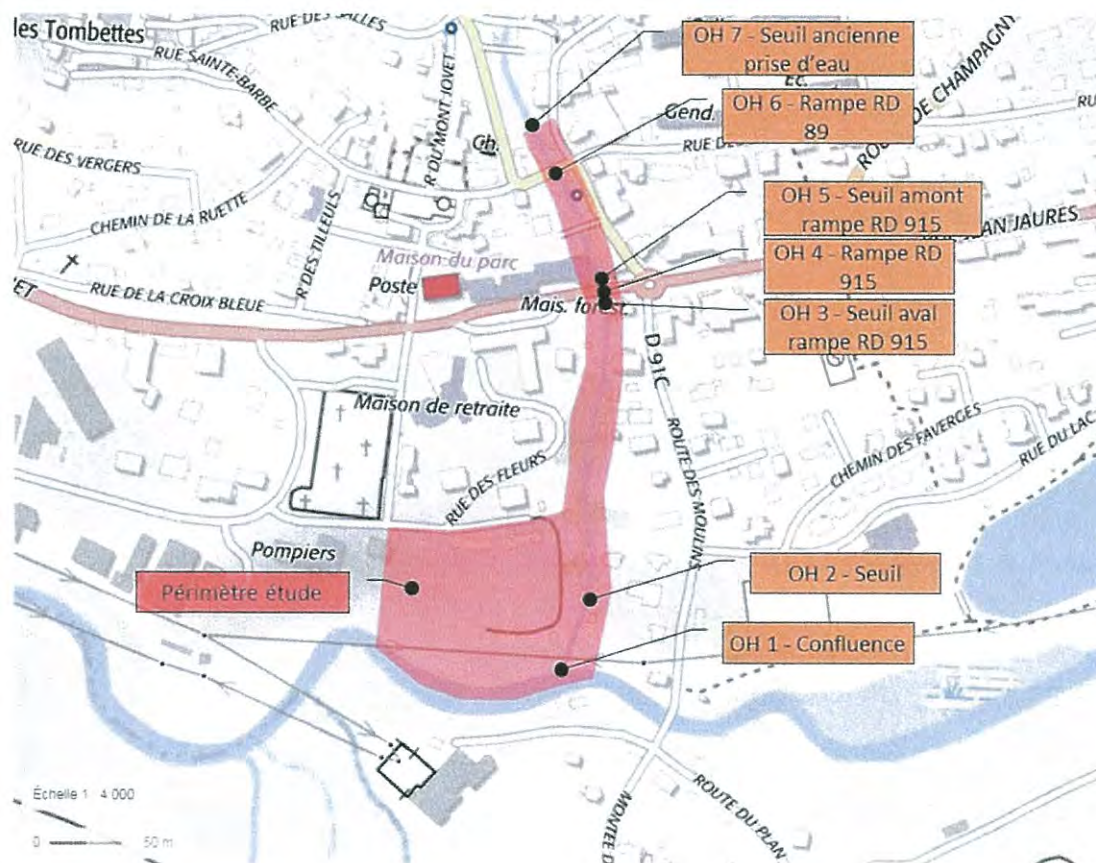 les Tombettes
RUE DES SALLES
RUE SAINTE-BARBE
R'DU MONT JOVET
OH 7 - Seuil ancienne
prise d'eau
Ec.
OH 6 - Rampe RD
89
Gend.
RUE DE CHAMPAGNY
Ch.
RUE DES
RUE DES VERGERS
CHEMIN DE LA RUETTE
R'DES TILLEULS
OH 5 - Seuil amont
rampe RD 915
JEAN JAURES
Maison du parc
OH 4 - Rampe RD
915
Poste
RUE DE LA CROIX BLEUE
Mais. forest.
OH 3 - Seuil aval
rampe RD 915
D 91C
Maison de retraite
ROUTE DES MOULINS
CHEMIN DES FAVERGES
RUE DU LAC
RUE DES FLEURS
Pompiers
OH 2 - Seuil
Périmètre étude
OH 1 - Confluence
ROUTE DU PLAN
MONTÉE D
Échelle 1 : 4 000
0 50 m